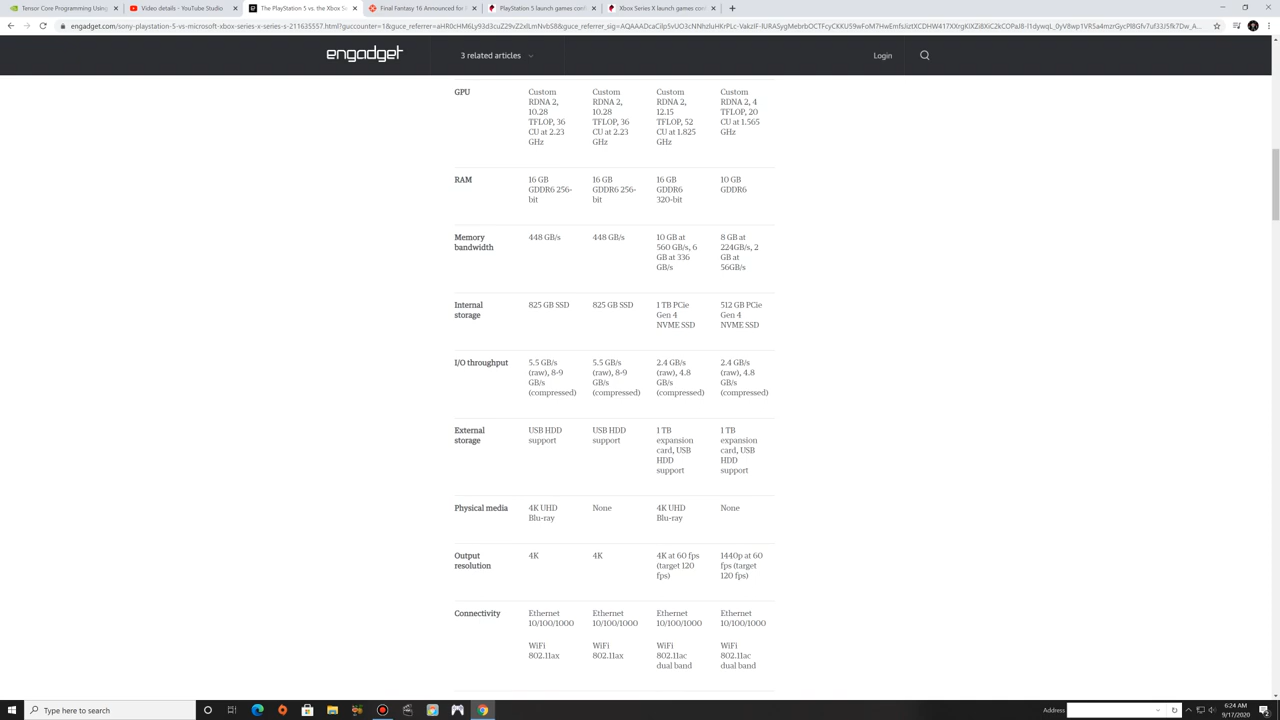 Tensor Core Programming Using
Video details - YouTube Studio
The PlayStation 5 vs. the Xbox Se
Final Fantasy 16 Announced for
PlayStation 5 launch games conf
Xbox Series X launch games con
engadget
3 related articles
Login
GPU
Custom RDNA 2, 10.28 TFLOP, 36 CU at 2.23 GHz
Custom RDNA 2, 10.28 TFLOP, 36 CU at 2.23 GHz
Custom RDNA 2, 12.15 TFLOP, 52 CU at 1.825 GHz
Custom RDNA 2, 4 TFLOP, 20 CU at 1.565 GHz
RAM
16 GB GDDR6 256-bit
16 GB GDDR6 256-bit
16 GB GDDR6 320-bit
10 GB GDDR6
Memory bandwidth
448 GB/s
448 GB/s
10 GB at 560 GB/s, 6 GB at 336 GB/s
8 GB at 224GB/s, 2 GB at 56GB/s
Internal storage
825 GB SSD
825 GB SSD
1 TB PCie Gen 4 NVME SSD
512 GB PCie Gen 4 NVME SSD
I/O throughput
5.5 GB/s (raw), 8-9 GB/s (compressed)
5.5 GB/s (raw), 8-9 GB/s (compressed)
2.4 GB/s (raw), 4.8 GB/s (compressed)
2.4 GB/s (raw), 4.8 GB/s (compressed)
External storage
USB HDD support
USB HDD support
1 TB expansion card, USB HDD support
1 TB expansion card, USB HDD support
Physical media
4K UHD Blu-ray
None
4K UHD Blu-ray
None
Output resolution
4K
4K
4K at 60 fps (target 120 fps)
1440p at 60 fps (target 120 fps)
Connectivity
Ethernet 10/100/1000
Ethernet 10/100/1000
Ethernet 10/100/1000
Ethernet 10/100/1000
WiFi 802.11ax
WiFi 802.11ax
WiFi 802.11ac dual band
WiFi 802.11ac dual band
Type here to search
Address
6:24 AM
9/17/2020